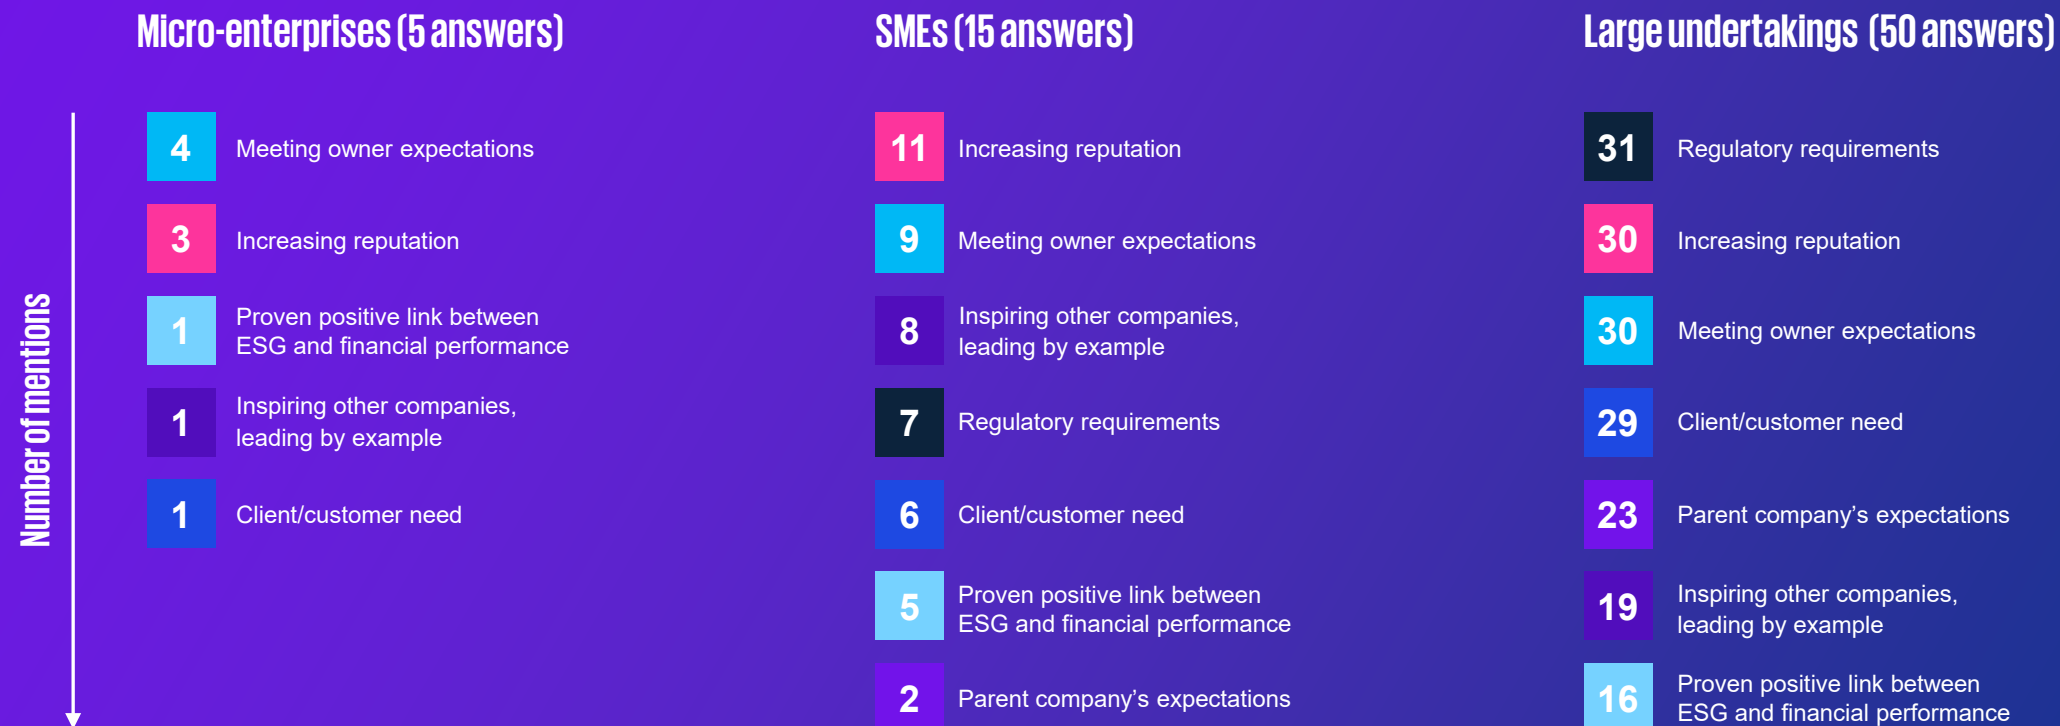 Micro-enterprises (5 answers)
SMEs (15 answers)
Large undertakings (50 answers)
Number of mentions
4
Meeting owner expectations
3
Increasing reputation
1
Proven positive link between
ESG and financial performance
1
Inspiring other companies,
leading by example
1
Client/customer need
11
Increasing reputation
9
Meeting owner expectations
8
Inspiring other companies,
leading by example
7
Regulatory requirements
6
Client/customer need
5
Proven positive link between
ESG and financial performance
2
Parent company’s expectations
31
Regulatory requirements
30
Increasing reputation
30
Meeting owner expectations
29
Client/customer need
23
Parent company’s expectations
19
Inspiring other companies,
leading by example
16
Proven positive link between
ESG and financial performance